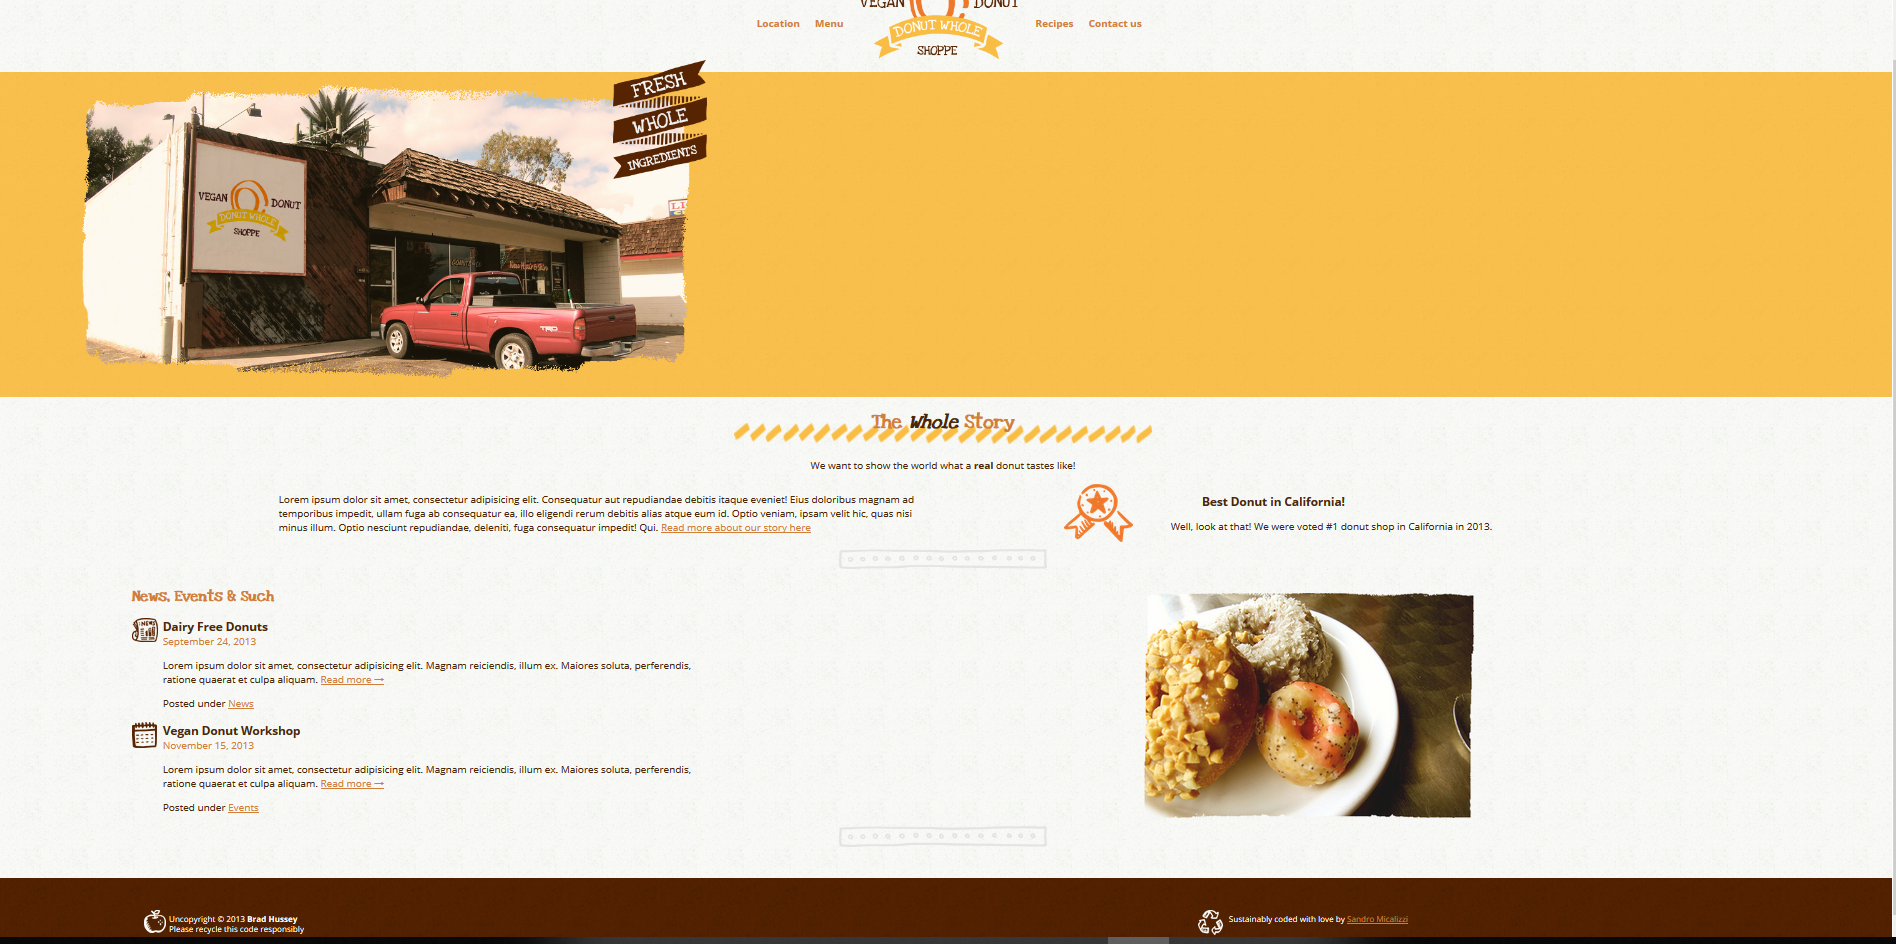 VEGAN DONUT
Location Menu Recipes Contact us
DONUT WHOLE
SHOPPE
FRESH
WHOLE
INGREDIENTS
VEGAN DONUT
DONUT WHOLE
SHOPPE
TRD
The Whole Story
We want to show the world what a real donut tastes like!
Lorem ipsum dolor sit amet, consectetur adipisicing elit. Consequatur aut repudiandae debitis itaque eveniet! Eius doloribus magnam ad
temporibus impedit, ullam fuga ab consequatur ea, illo eligendi rerum debitis alias atque eum id. Optio veniam, ipsam velit hic, quas nisi
minus illum. Optio nesciunt repudiandae, deleniti, fuga consequatur impedit! Qui. Read more about our story here
Best Donut in California!
Well, look at that! We were voted #1 donut shop in California in 2013.
News, Events & Such
NEWS
Dairy Free Donuts
September 24, 2013
Lorem ipsum dolor sit amet, consectetur adipisicing elit. Magnam reiciendis, illum ex. Maiores soluta, perferendis,
ratione quaerat et culpa aliquam. Read more →
Posted under News
Vegan Donut Workshop
November 15, 2013
Lorem ipsum dolor sit amet, consectetur adipisicing elit. Magnam reiciendis, illum ex. Maiores soluta, perferendis,
ratione quaerat et culpa aliquam. Read more →
Posted under Events
Uncopyright © 2013 Brad Hussey
Please recycle this code responsibly
Sustainably coded with love by Sandro Micalizzi